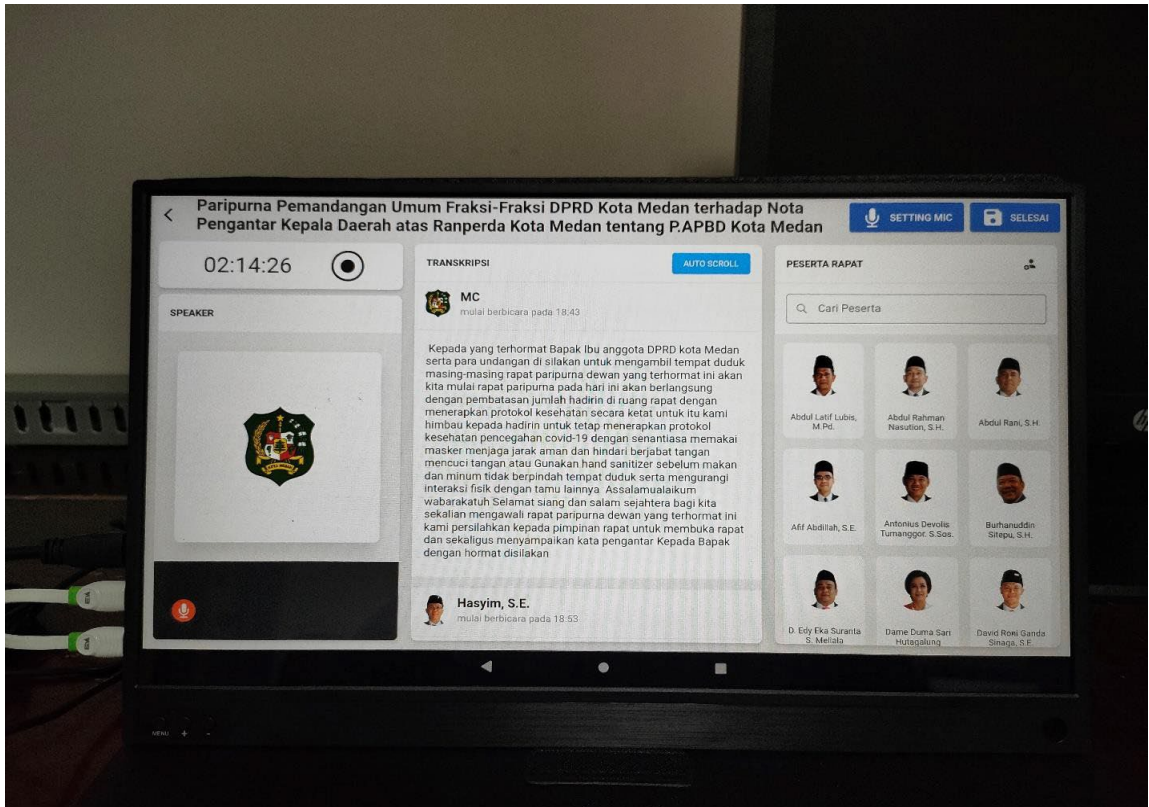 Paripurna Pemandangan Umum Fraksi-Fraksi DPRD Kota Medan terhadap Nota
Pengantar Kepala Daerah atas Ranperda Kota Medan tentang P.APBD Kota Medan
SETTING MIC
SELESAI
02:14:26
SPEAKER
TRANSKRIPSI
AUTO SCROLL
MC
mulai berbicara pada 18:43
Kepada yang terhormat Bapak Ibu anggota DPRD kota Medan
serta para undangan di silakan untuk mengambil tempat duduk
masing-masing rapat paripurna dewan yang terhormat ini akan
kita mulai rapat paripurna pada hari ini akan berlangsung
dengan pembatasan jumlah hadirin di ruang rapat dengan
menerapkan protokol kesehatan secara ketat untuk itu kami
himbau kepada hadirin untuk tetap menerapkan protokol
kesehatan pencegahan covid-19 dengan senantiasa memakai
masker menjaga jarak aman dan hindari berjabat tangan
mencuci tangan atau Gunakan hand sanitizer sebelum makan
dan minum tidak berpindah tempat duduk serta mengurangi
interaksi fisik dengan tamu lainnya Assalamualaikum
wabarakatuh Selamat siang dan salam sejahtera bagi kita
sekalian mengawali rapat paripurna dewan yang terhormat ini
kami persilahkan kepada pimpinan rapat untuk membuka rapat
dan sekaligus menyampaikan kata pengantar Kepada Bapak
dengan hormat disilakan
Hasyim, S.E.
mulai berbicara pada 18:53
PESERTA RAPAT
Cari Peserta
Abdul Latif Lubis,
M.Pd.
Abdul Rahman
Nasution, S.H.
Abdul Rani, S.H.
Afif Abdillah, S.E.
Antonius Devolis
Tumanggor. S.Sos.
Burhanuddin
Sitepu, S.H.
D. Edy Eka Suranta
S. Meliala
Dame Duma Sari
Hutagalung
David Roni Ganda
Sinaga, S.E.
MENU + -